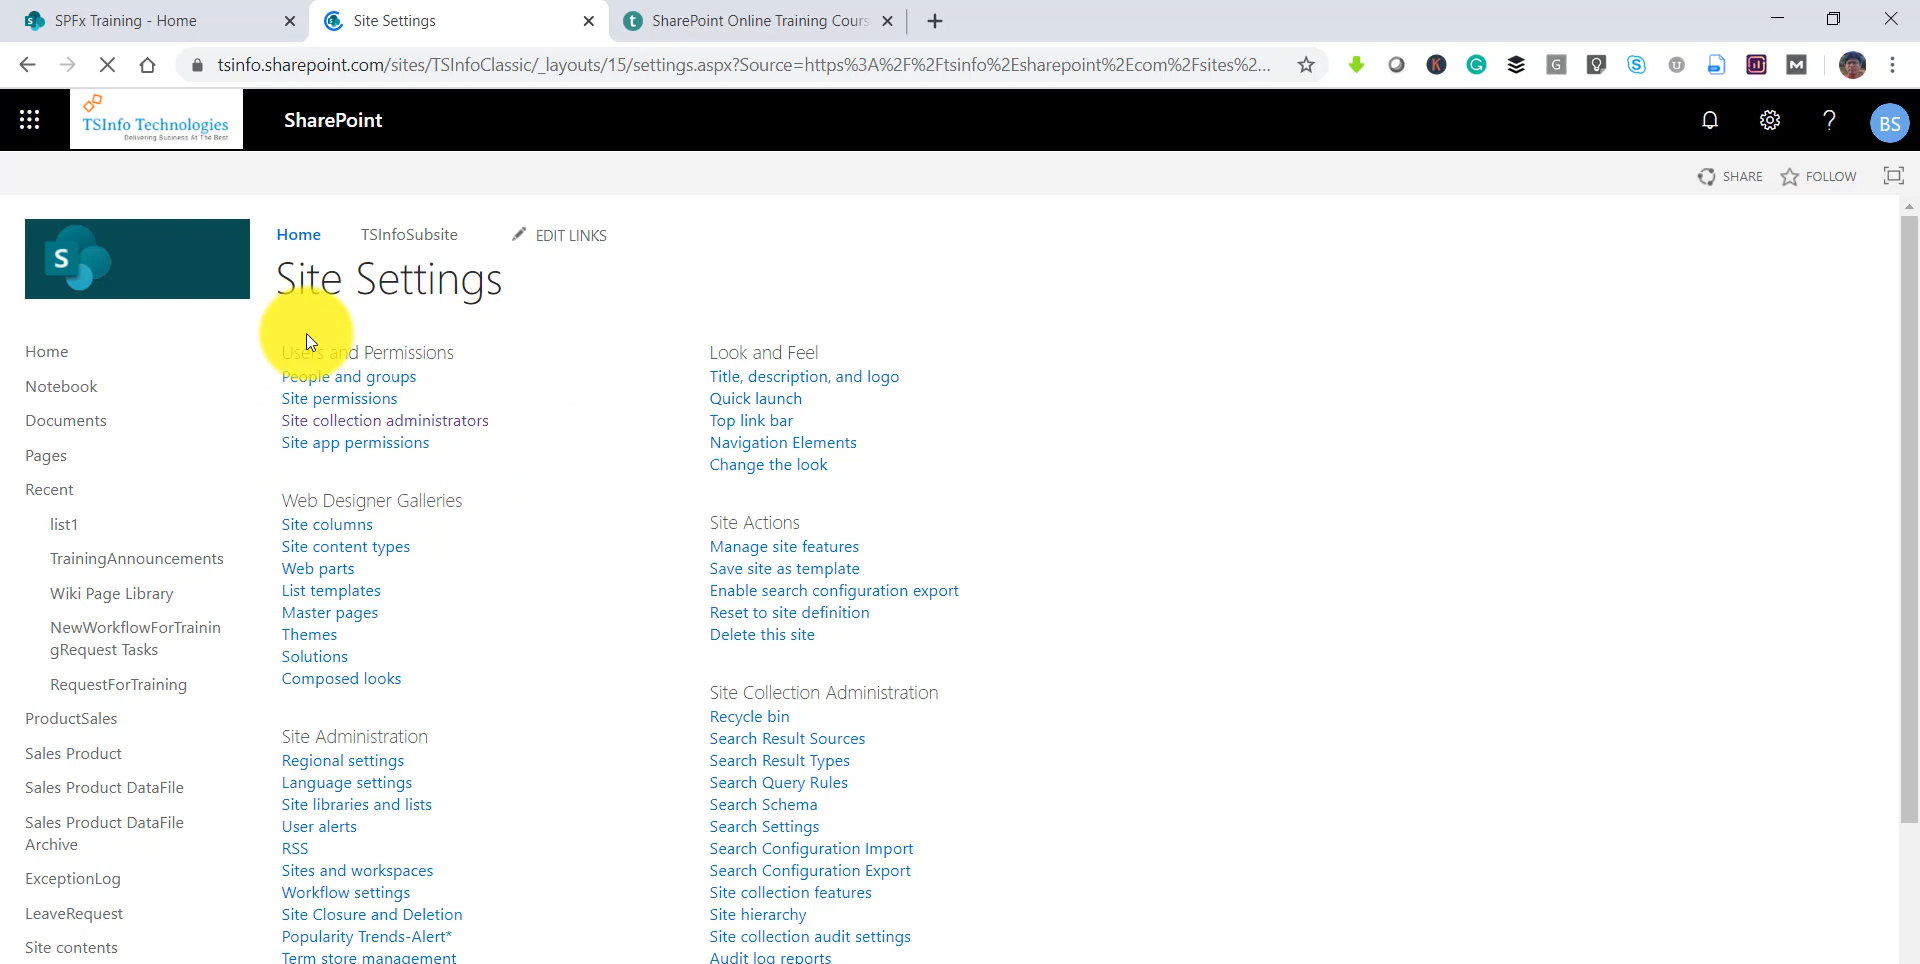 SPFx Training - Home
Site Settings
SharePoint Online Training Cours
tsinfo.sharepoint.com/sites/TSInfoClassic/_layouts/15/settings.aspx?Source=https%3A%2F%2Ftsinfo%2Esharepoint%2Ecom%2Fsites%2...
TSInfo Technologies
Delivering Business At The Best
SharePoint
BS
SHARE
FOLLOW
S
Home
TSInfoSubsite
EDIT LINKS
Site Settings
Home
Notebook
Documents
Pages
Recent
list1
TrainingAnnouncements
Wiki Page Library
NewWorkflowForTrainin
gRequest Tasks
RequestForTraining
ProductSales
Sales Product
Sales Product DataFile
Sales Product DataFile
Archive
ExceptionLog
LeaveRequest
Site contents
Users and Permissions
People and groups
Site permissions
Site collection administrators
Site app permissions
Web Designer Galleries
Site columns
Site content types
Web parts
List templates
Master pages
Themes
Solutions
Composed looks
Site Administration
Regional settings
Language settings
Site libraries and lists
User alerts
RSS
Sites and workspaces
Workflow settings
Site Closure and Deletion
Popularity Trends-Alert*
Term store management
Look and Feel
Title, description, and logo
Quick launch
Top link bar
Navigation Elements
Change the look
Site Actions
Manage site features
Save site as template
Enable search configuration export
Reset to site definition
Delete this site
Site Collection Administration
Recycle bin
Search Result Sources
Search Result Types
Search Query Rules
Search Schema
Search Settings
Search Configuration Import
Search Configuration Export
Site collection features
Site hierarchy
Site collection audit settings
Audit log reports